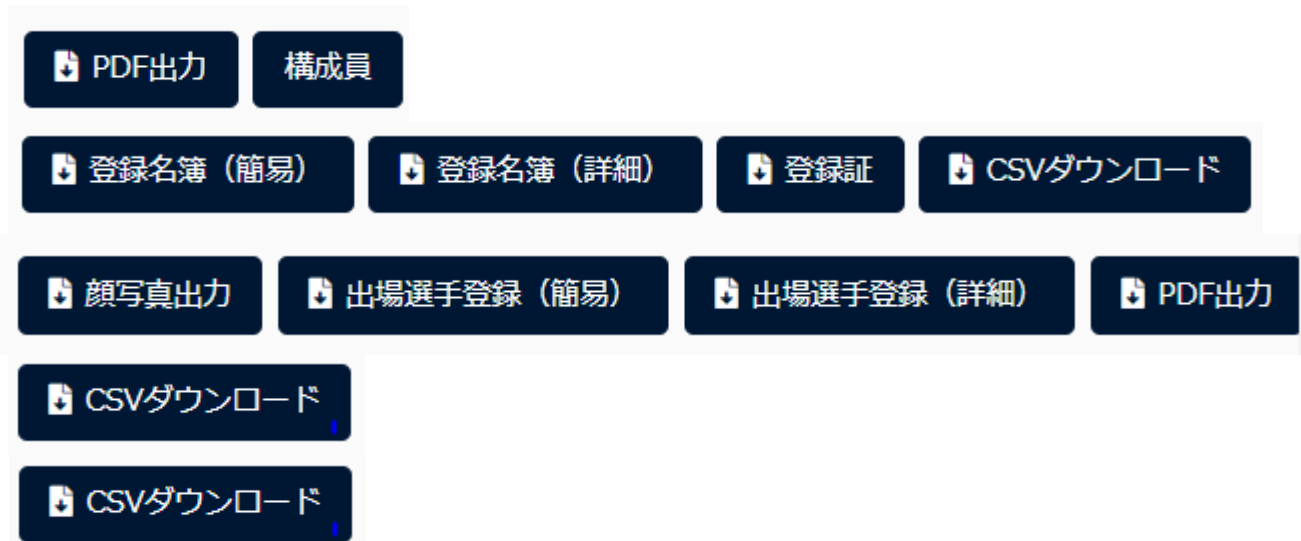 PDF出力 構成員
登録名簿（簡易） 登録名簿（詳細） 登録証 CSVダウンロード
顔写真出力 出場選手登録（簡易） 出場選手登録（詳細） PDF出力
CSVダウンロード
CSVダウンロード